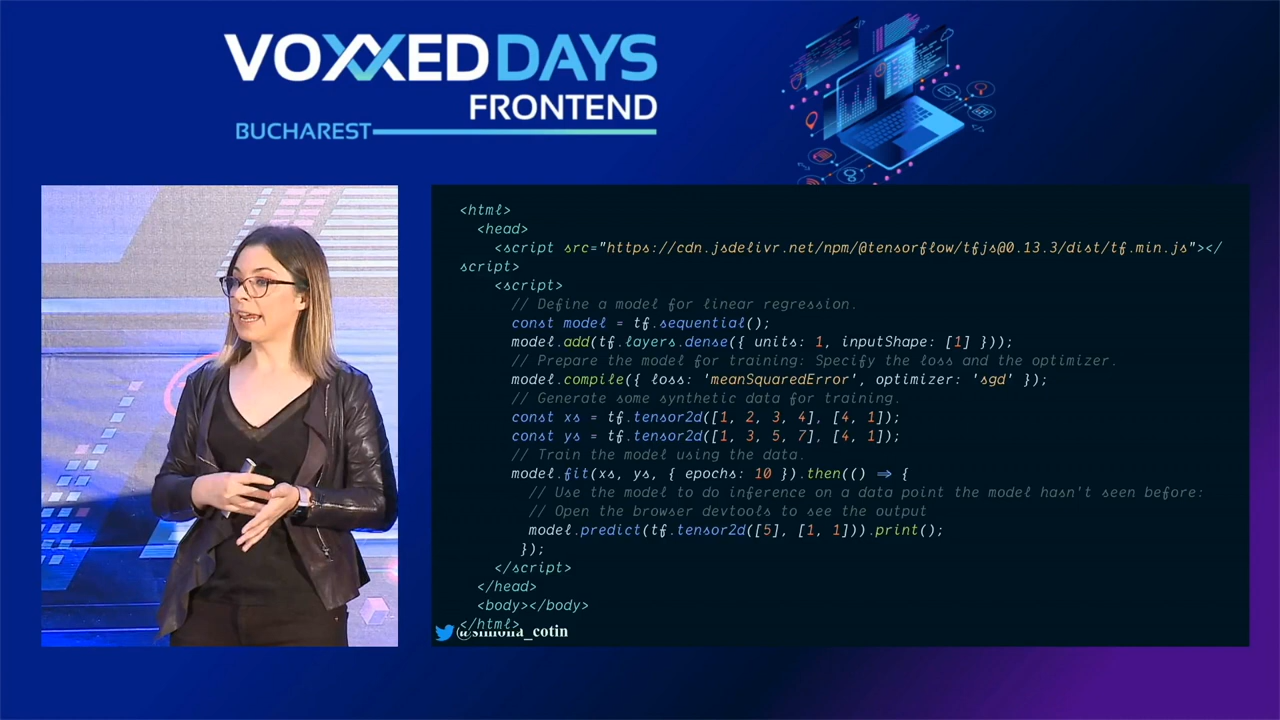 VOXXED DAYS
FRONTEND
BUCHAREST
<html>
<head>
<script src="https://cdn.jsdelivr.net/npm/@tensorflow/tfjs@0.13.3/dist/tf.min.js"></
script>
<script>
// Define a model for linear regression.
const model = tf.sequential();
model.add(tf.layers.dense({ units: 1, inputShape: [1] }));
// Prepare the model for training: Specify the loss and the optimizer.
model.compile({ loss: 'meanSquaredError', optimizer: 'sgd' });
// Generate some synthetic data for training.
const xs = tf.tensor2d([1, 2, 3, 4], [4, 1]);
const ys = tf.tensor2d([1, 3, 5, 7], [4, 1]);
// Train the model using the data.
model.fit(xs, ys, { epochs: 10 }).then(() => {
// Use the model to do inference on a data point the model hasn't seen before:
// Open the browser devtools to see the output
model.predict(tf.tensor2d([5], [1, 1])).print();
});
</script>
</head>
<body></body>
</html>
@simona_cotin